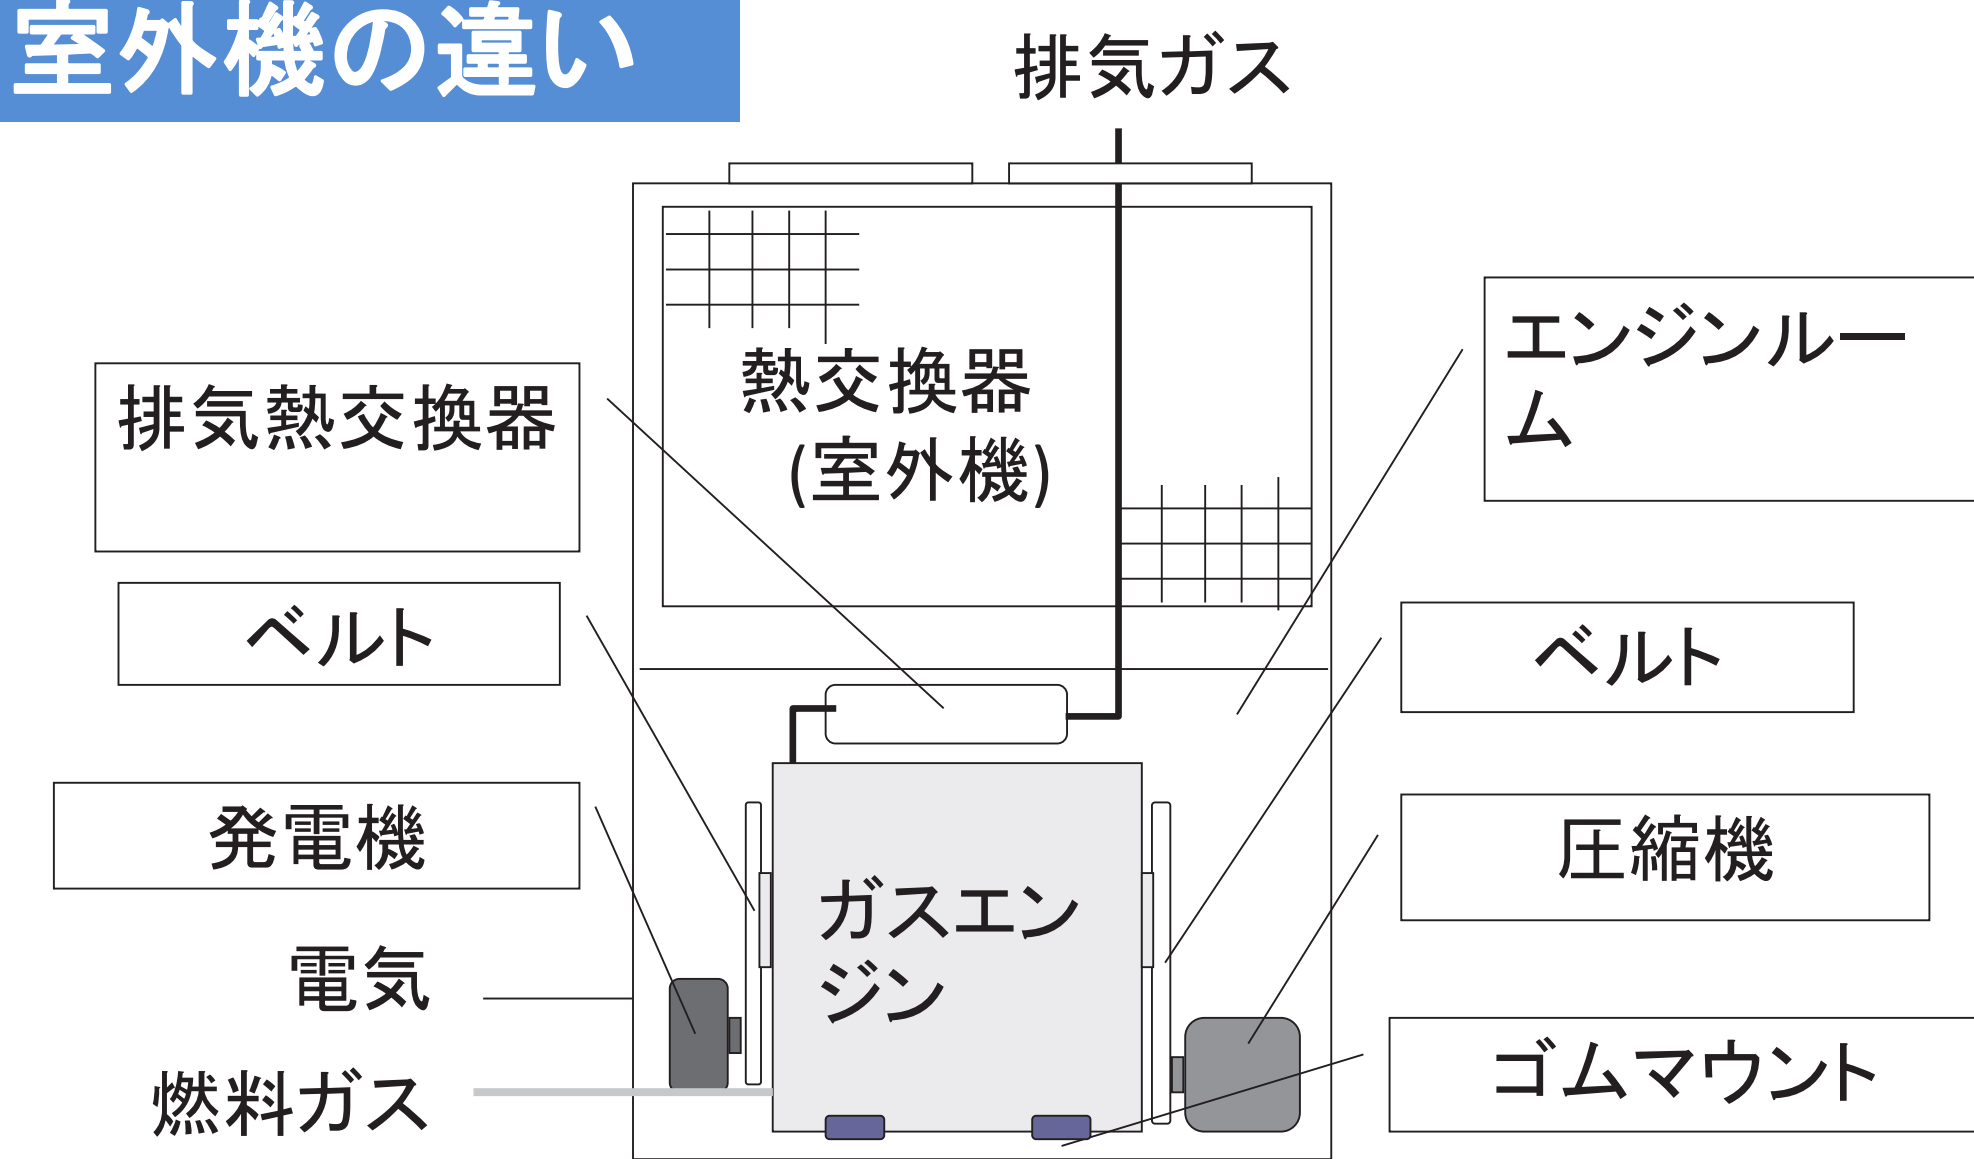 室外機の違い
排気ガス
熱交換器
(室外機)
エンジンルー
ム
排気熱交換器
ベルト
ベルト
発電機
圧縮機
ガスエン
ジン
電気
ゴムマウント
燃料ガス